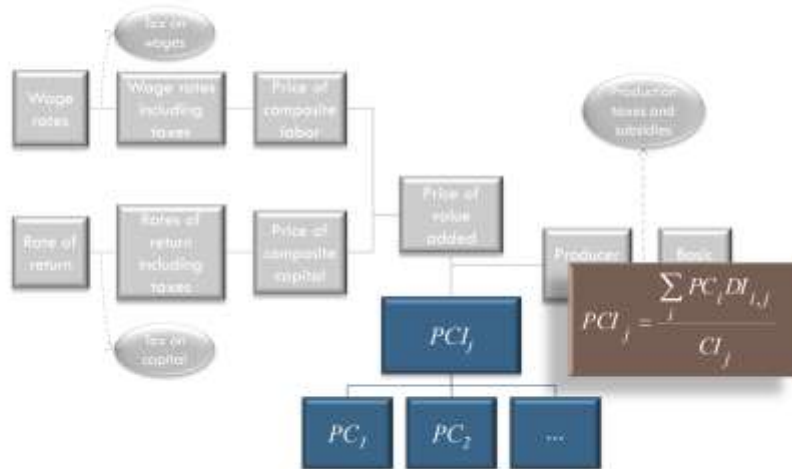 Tax on
wages
Wage
rates
Wage rates
including
taxes
Price of
composite
labor
Production
taxes and
subsidies
Price of
value
added
Rate of
return
Rates of
return
including
taxes
Price of
composite
capital
Producer
Basic
Tax on
capital
PCI_j
PCI_j = \frac{\sum_i PC_i DI_{i,j}}{CI_j}
PC_1
PC_2
...